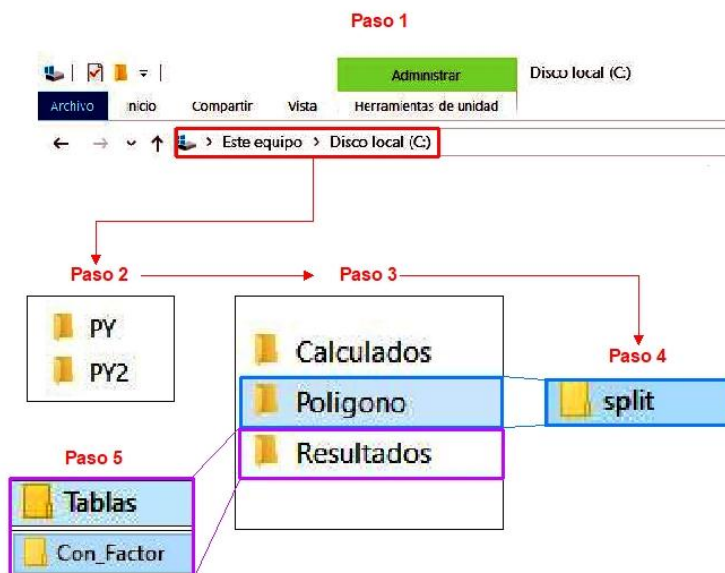 Paso 1
Administrar
Disco local (C:)
Archivo Inicio Compartir Vista Herramientas de unidad
Este equipo > Disco local (C:)
Paso 2
Paso 3
PY
PY2
Calculados
Poligono
Resultados
Paso 4
split
Paso 5
Tablas
Con_Factor